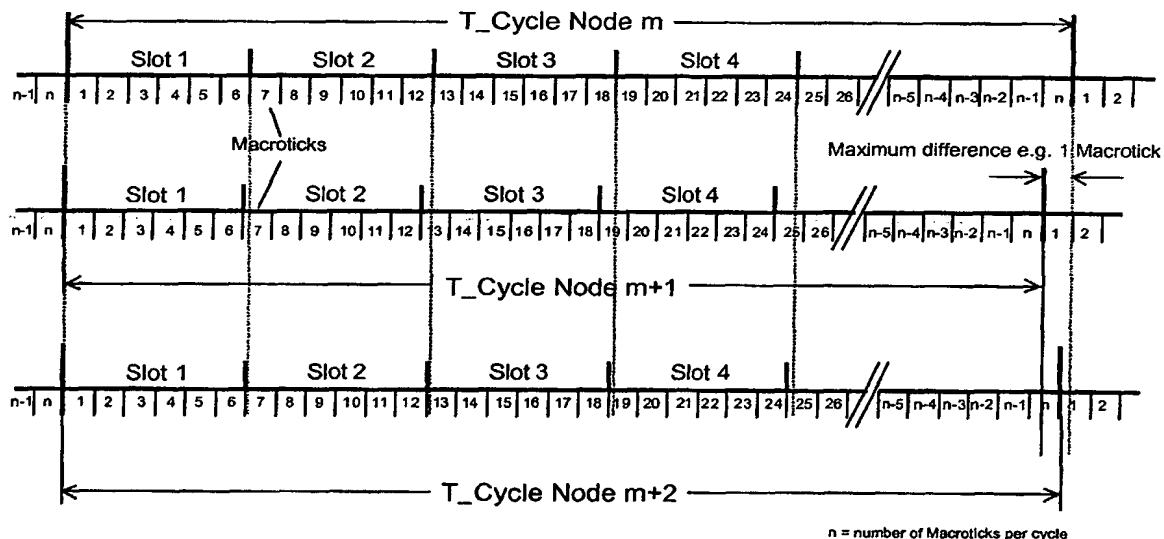 T_Cycle Node m
Slot 1 Slot 2 Slot 3 Slot 4
n-1 n 1 2 3 4 5 6 7 8 9 10 11 12 13 14 15 16 17 18 19 20 21 22 23 24 25 26 n-5 n-4 n-3 n-2 n-1 n 1 2
Macroticks
Maximum difference e.g. 1 Macrotick
Slot 1 Slot 2 Slot 3 Slot 4
n-1 n 1 2 3 4 5 6 7 8 9 10 11 12 13 14 15 16 17 18 19 20 21 22 23 24 25 26 n-5 n-4 n-3 n-2 n-1 n 1 2
T_Cycle Node m+1
Slot 1 Slot 2 Slot 3 Slot 4
n-1 n 1 2 3 4 5 6 7 8 9 10 11 12 13 14 15 16 17 18 19 20 21 22 23 24 25 26 n-5 n-4 n-3 n-2 n-1 n 1 2
T_Cycle Node m+2
n = number of Macroticks per cycle